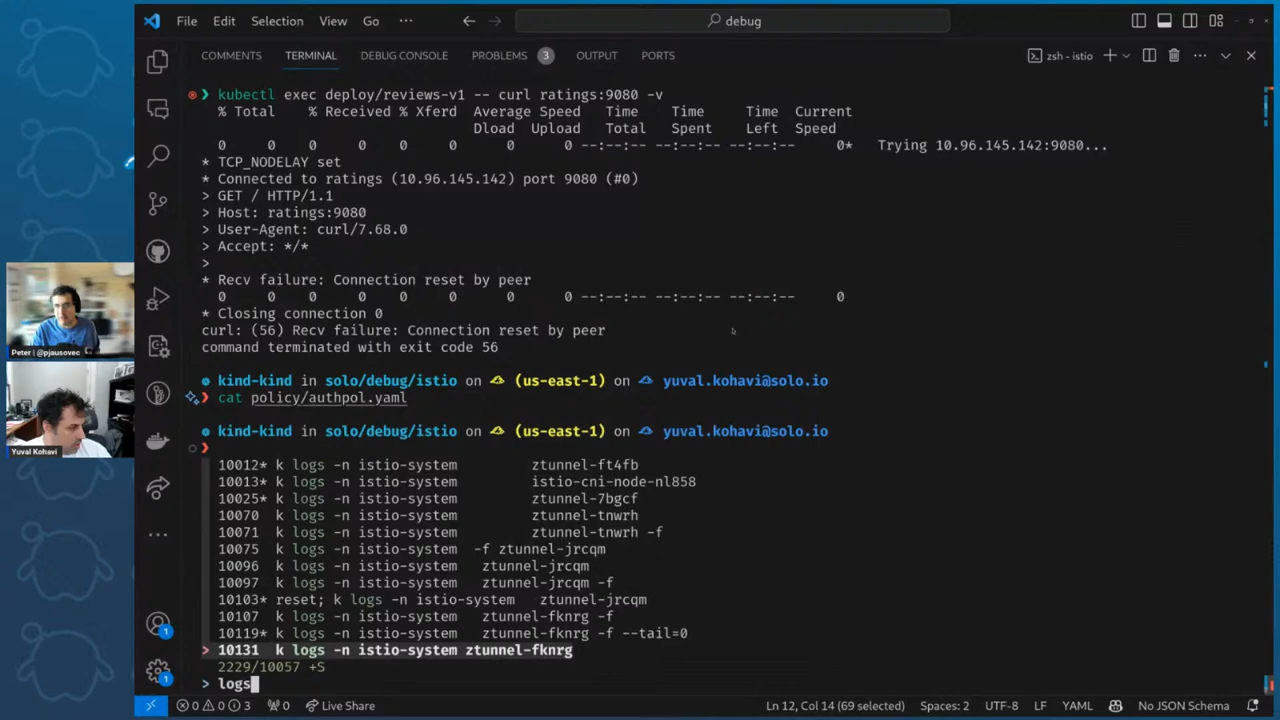 File Edit Selection View Go ··· debug
COMMENTS TERMINAL DEBUG CONSOLE PROBLEMS 3 OUTPUT PORTS zsh - istio
kubectl exec deploy/reviews-v1 -- curl ratings:9080 -v
% Total % Received % Xferd Average Speed Time Time Time Current
Dload Upload Total Spent Left Speed
0 0 0 0 0 0 0 0 --:--:-- --:--:-- --:--:-- 0* Trying 10.96.145.142:9080...
* TCP_NODELAY set
* Connected to ratings (10.96.145.142) port 9080 (#0)
> GET / HTTP/1.1
> Host: ratings:9080
> User-Agent: curl/7.68.0
> Accept: */*
>
* Recv failure: Connection reset by peer
0 0 0 0 0 0 0 0 --:--:-- --:--:-- --:--:-- 0
* Closing connection 0
curl: (56) Recv failure: Connection reset by peer
command terminated with exit code 56
kind-kind in solo/debug/istio on (us-east-1) on yuval.kohavi@solo.io
cat policy/authpol.yaml
kind-kind in solo/debug/istio on (us-east-1) on yuval.kohavi@solo.io
10012* k logs -n istio-system ztunnel-ft4fb
10013* k logs -n istio-system istio-cni-node-nl858
10025* k logs -n istio-system ztunnel-7bgcf
10070 k logs -n istio-system ztunnel-tnwrh
10071 k logs -n istio-system ztunnel-tnwrh -f
10075 k logs -n istio-system -f ztunnel-jrcqm
10096 k logs -n istio-system ztunnel-jrcqm
10097 k logs -n istio-system ztunnel-jrcqm -f
10103* reset; k logs -n istio-system ztunnel-jrcqm
10107 k logs -n istio-system ztunnel-fknrg -f
10119* k logs -n istio-system ztunnel-fknrg -f --tail=0
> 10131 k logs -n istio-system ztunnel-fknrg
2229/10057 +S
> logs
Peter | @pjausovec
Yuval Kohavi
1
1
0 0 3 0 Live Share Ln 12, Col 14 (69 selected) Spaces: 2 UTF-8 LF YAML No JSON Schema